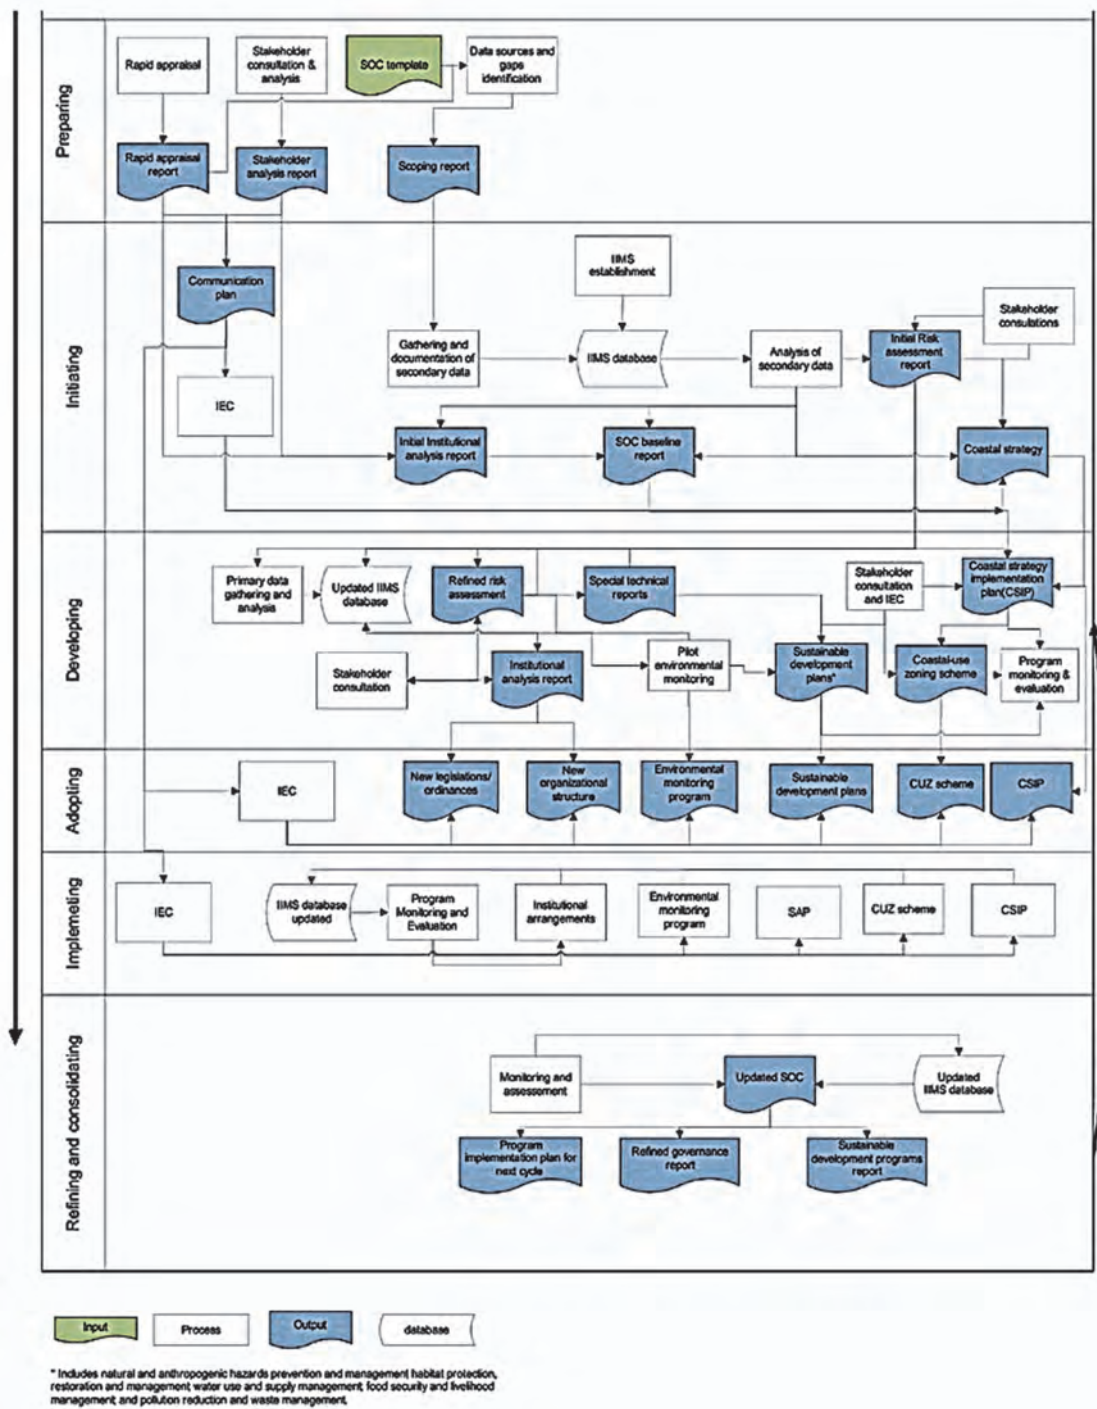 Preparing
Rapid appraisal
Stakeholder
consultation &
analysis
SOC template
Data sources and
gaps
identification
Rapid appraisal
report
Stakeholder
analysis report
Scoping report
Initiating
Communication
plan
IIMS
establishment
Stakeholder
consulations
Gathering and
documentation of
secondary data
IIMS database
Analysis of
secondary data
Initial Risk
assessment
report
IEC
Initial Institutional
analysis report
SOC baseline
report
Coastal strategy
Developing
Primary data
gathering and
analysis
Updated IIMS
database
Refined risk
assessment
Special technical
reports
Stakeholder
consultation
and IEC
Coastal strategy
implementation
plan(CSIP)
Stakeholder
consultation
Institutional
analysis report
Pilot
environmental
monitoring
Sustainable
development
plans*
Coastal-use
zoning scheme
Program
monitoring &
evaluation
Adopting
IEC
New legislations/
ordinances
New
organizational
structure
Environmental
monitoring
program
Sustainable
development plans
CUZ scheme
CSIP
Implemeting
IEC
IIMS database
updated
Program
Monitoring and
Evaluation
Institutional
arrangements
Environmental
monitoring
program
SAP
CUZ scheme
CSIP
Refining and consolidating
Monitoring and
assessment
Updated SOC
Updated
IIMS database
Program
implementation plan for
next cycle
Refined governance
report
Sustainable
development programs
report
Input
Process
Output
database
* Includes natural and anthropogenic hazards prevention and management habitat protection,
restoration and management; water use and supply management; food security and livelihood
management; and pollution reduction and waste management.